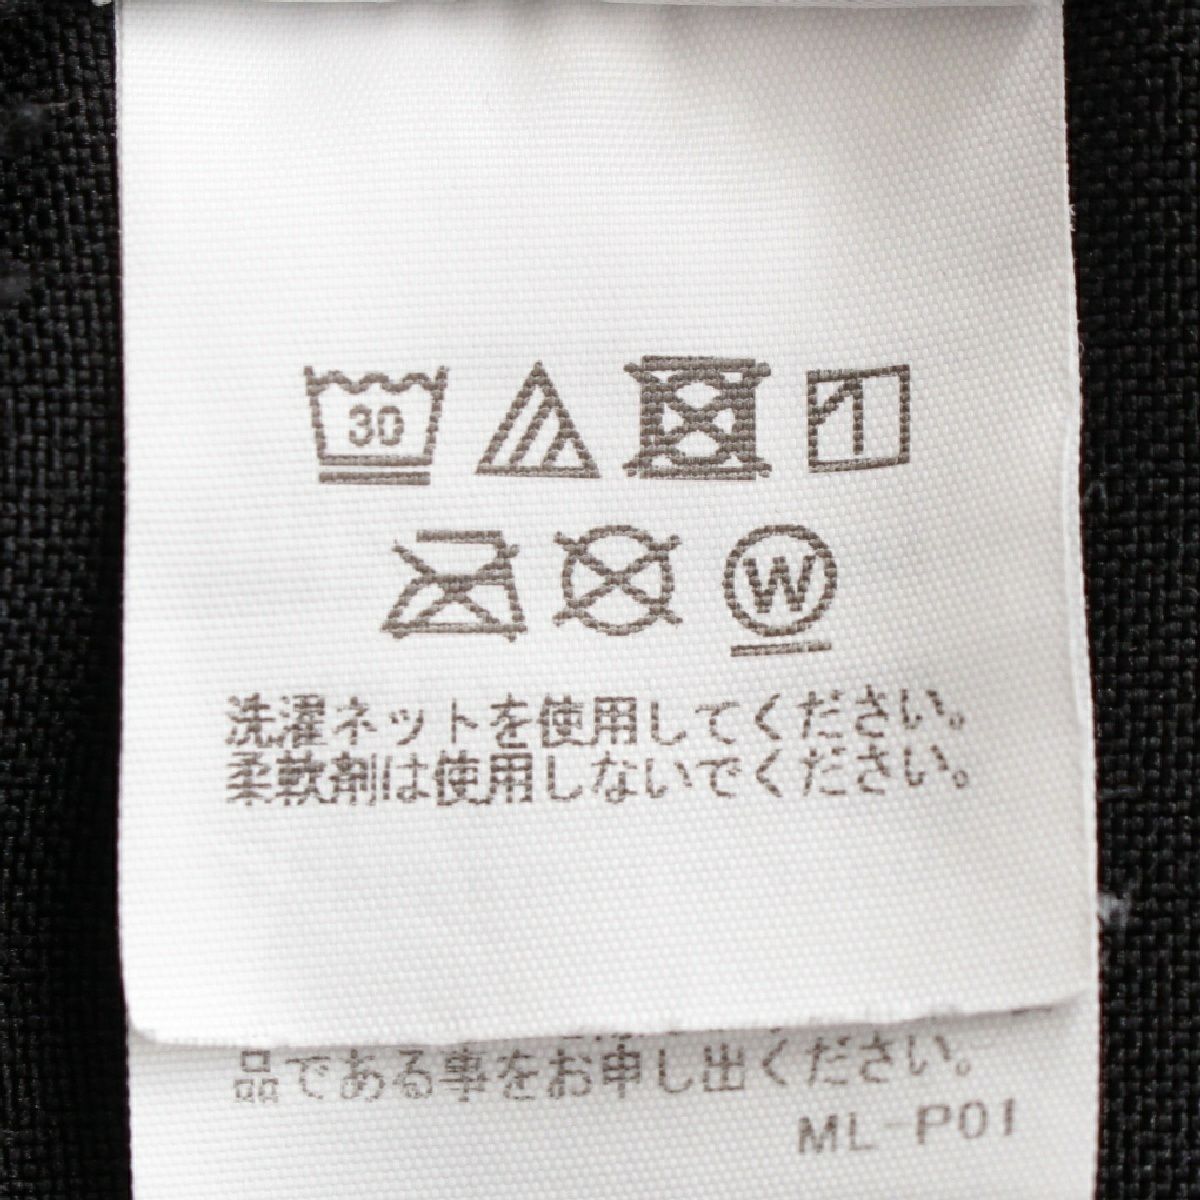 30
W
洗濯ネットを使用してください。
柔軟剤は使用しないでください。
品である事をお申し出ください。
ML-P01